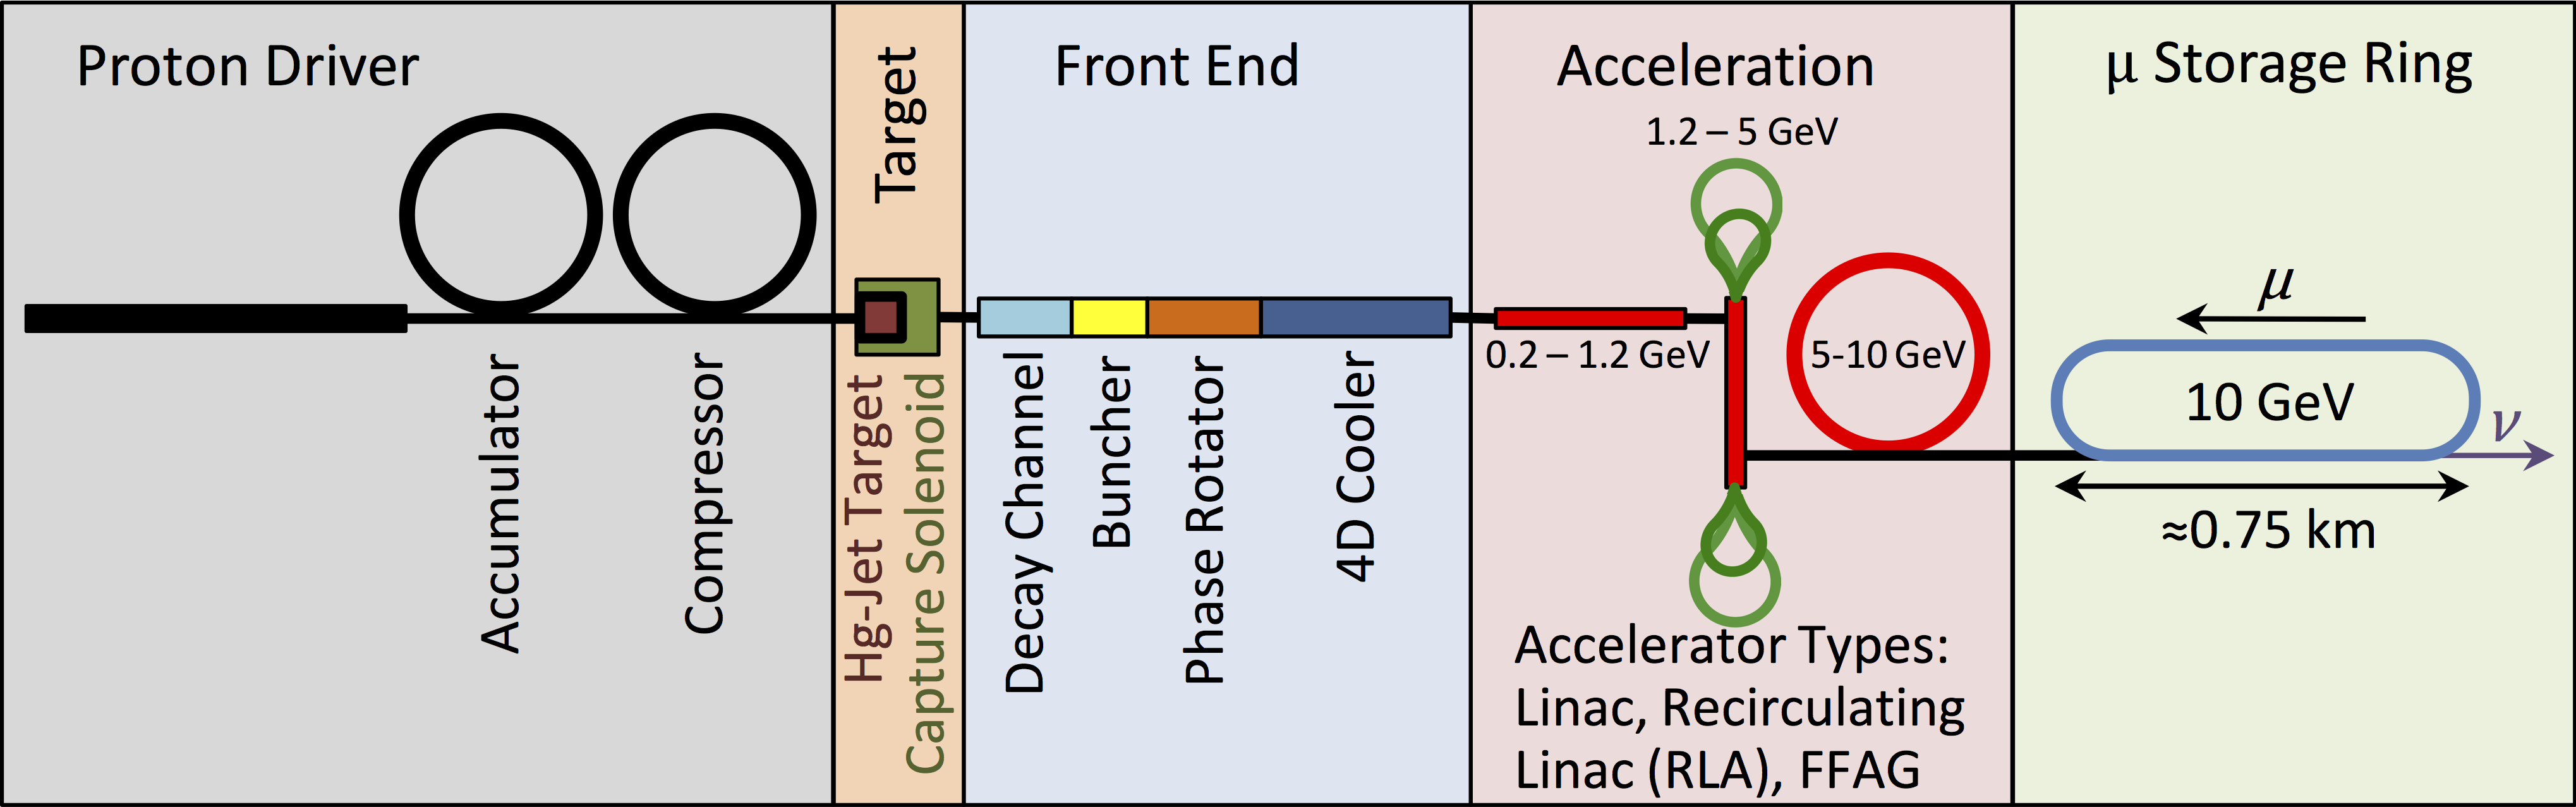 Proton Driver
Accumulator
Compressor
Target
Hg-Jet Target
Capture Solenoid
Front End
Decay Channel
Buncher
Phase Rotator
4D Cooler
Acceleration
1.2 – 5 GeV
0.2 – 1.2 GeV
5-10 GeV
Accelerator Types:
Linac, Recirculating
Linac (RLA), FFAG
μ Storage Ring
μ
10 GeV
ν
≈0.75 km